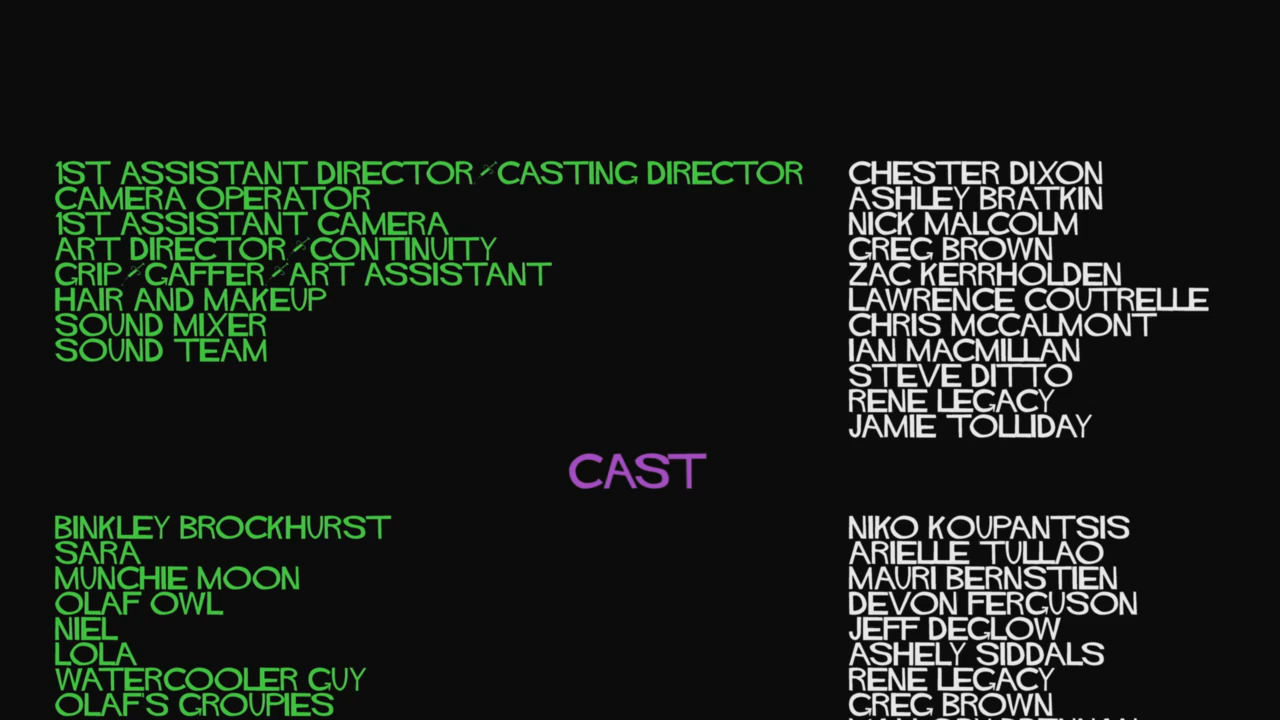 1ST ASSISTANT DIRECTOR CASTING DIRECTOR CHESTER DIXON
CAMERA OPERATOR ASHLEY BRATKIN
1ST ASSISTANT CAMERA NICK MALCOLM
ART DIRECTOR CONTINUITY GREG BROWN
GRIP GAFFER ART ASSISTANT ZAC KERRHOLDEN
HAIR AND MAKEUP LAWRENCE COUTRELLE
SOUND MIXER CHRIS MCCALMONT
SOUND TEAM IAN MACMILLAN
STEVE DITTO
RENE LEGACY
JAMIE TOLLIDAY
CAST
BINKLEY BROCKHURST NIKO KOUPANTSIS
SARA ARIELLE TULLAO
MUNCHIE MOON MAURI BERNSTIEN
OLAF OWL DEVON FERGUSON
NIEL JEFF DEGLOW
LOLA ASHELY SIDDALS
WATERCOOLER GUY RENE LEGACY
OLAF'S GROUPIES GREG BROWN